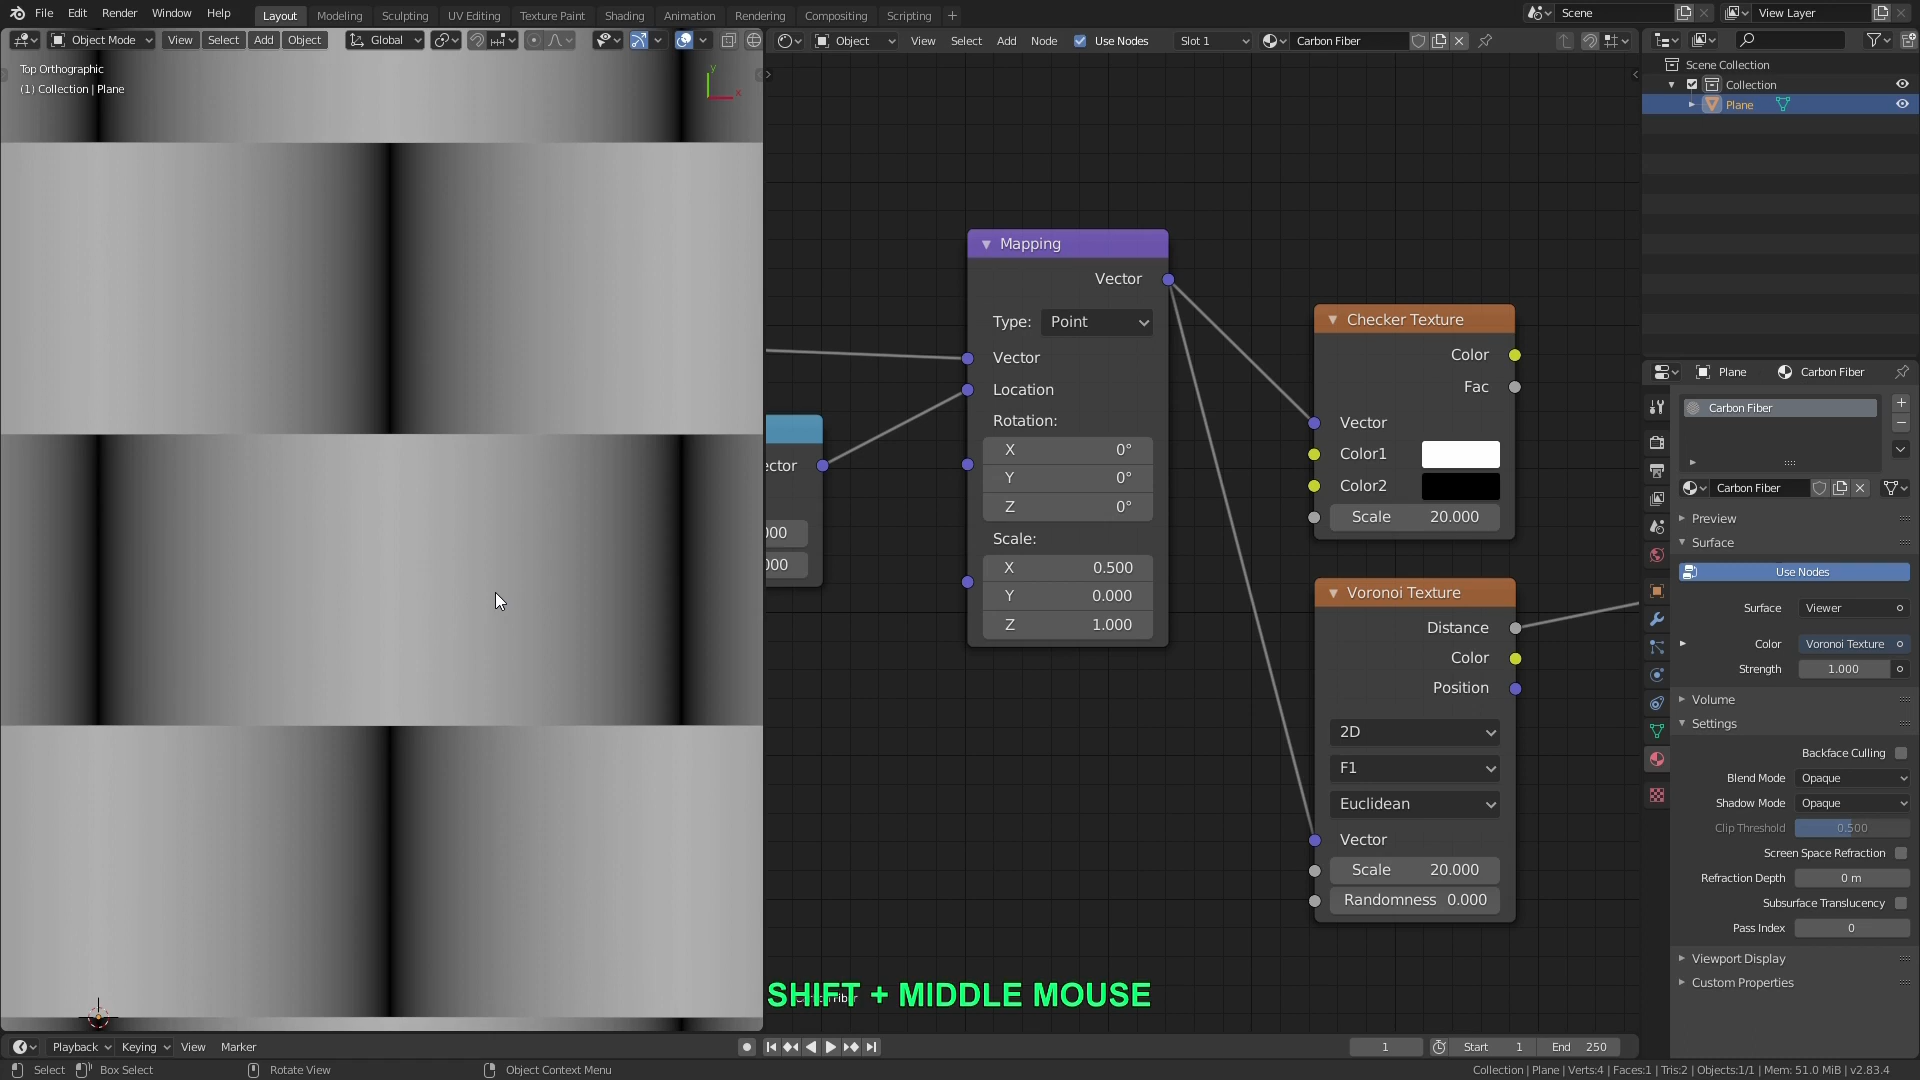 File Edit Render Window Help
Layout Modeling Sculpting UV Editing Texture Paint Shading Animation Rendering Compositing Scripting +
Scene View Layer
Object Mode View Select Add Object Global
Object View Select Add Node Use Nodes Slot 1 Carbon Fiber
Top Orthographic
(1) Collection | Plane
y
x
Scene Collection
Collection
Plane
Mapping
Vector
Type: Point
Vector
Location
Rotation:
X 0°
Y 0°
Z 0°
Scale:
X 0.500
Y 0.000
Z 1.000
ector
000
000
Checker Texture
Color
Fac
Vector
Color1
Color2
Scale 20.000
Voronoi Texture
Distance
Color
Position
2D
F1
Euclidean
Vector
Scale 20.000
Randomness 0.000
Plane Carbon Fiber
Carbon Fiber
Carbon Fiber
Preview
Surface
Use Nodes
Surface Viewer
Color Voronoi Texture
Strength 1.000
Volume
Settings
Backface Culling
Blend Mode Opaque
Shadow Mode Opaque
Clip Threshold 0.500
Screen Space Refraction
Refraction Depth 0 m
Subsurface Translucency
Pass Index 0
Viewport Display
Custom Properties
SHIFT + MIDDLE MOUSE
Playback Keying View Marker
1 Start 1 End 250
Select Box Select Rotate View Object Context Menu
Collection | Plane | Verts:4 | Faces:1 | Tris:2 | Objects:1/1 | Mem: 51.0 MiB | v2.83.4